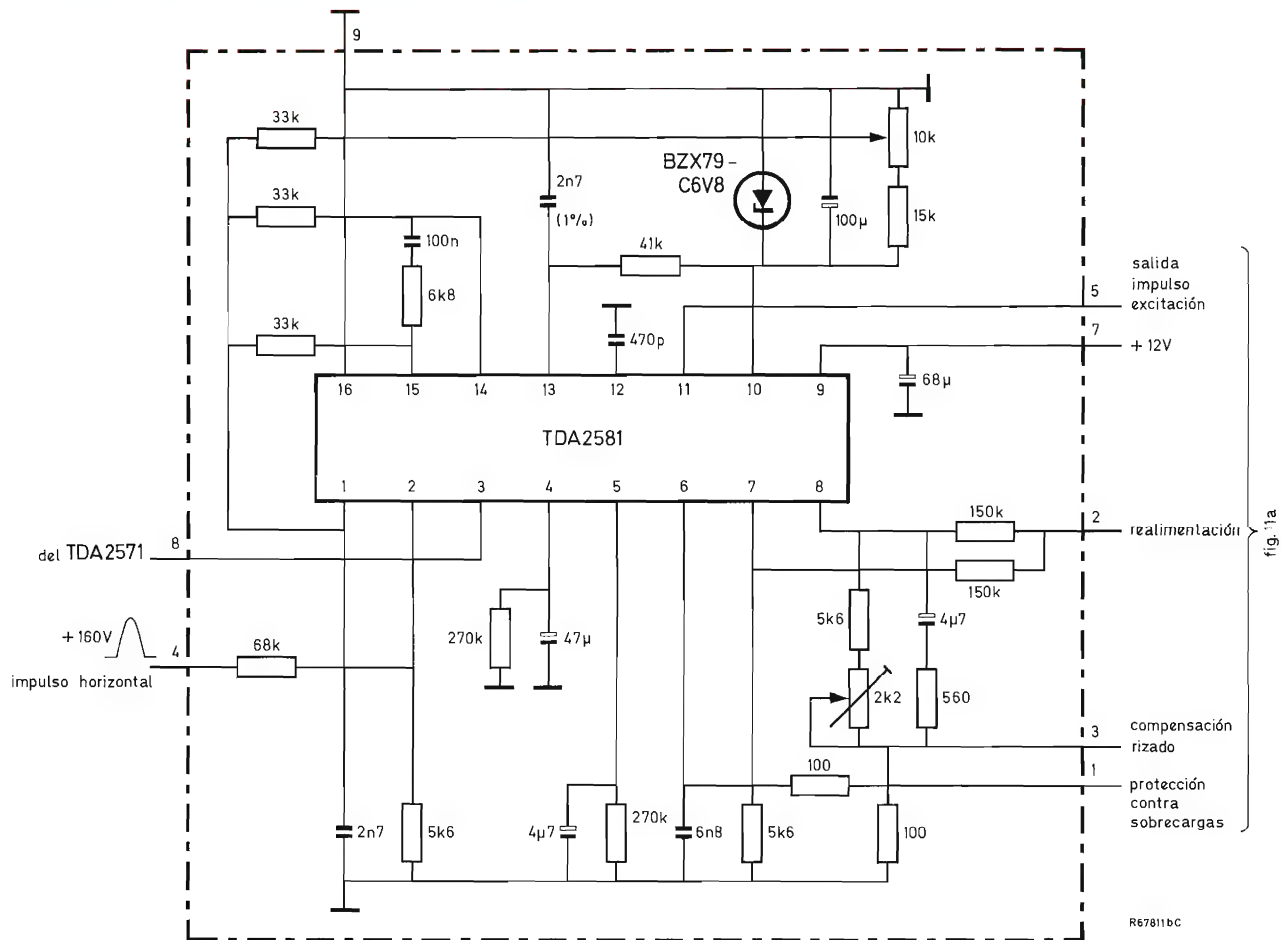 9
33k
10k
BZX79 -
C6V8
2n7
(1%)
100µ
15k
33k
100n
6k8
41k
33k
470p
68µ
salida
impulso
excitación
5
7
+ 12V
16 15 14 13 12 11 10 9
TDA2581
1 2 3 4 5 6 7 8
del TDA2571
8
+ 160V
4
impulso horizontal
68k
270k
47µ
150k
150k
2
realimentación
fig. 11a
5k6
4µ7
2k2
560
3
compensación
rizado
1
protección
contra
sobrecargas
100
2n7
5k6
4µ7
270k
6n8
5k6
100
R67811bC